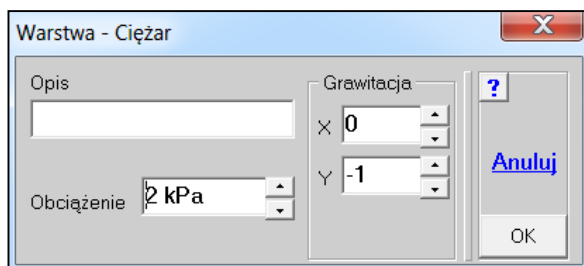 Warstwa - Ciężar
X
Opis
Grawitacja
?
X 0
Y -1
Anuluj
Obciążenie 2 kPa
OK